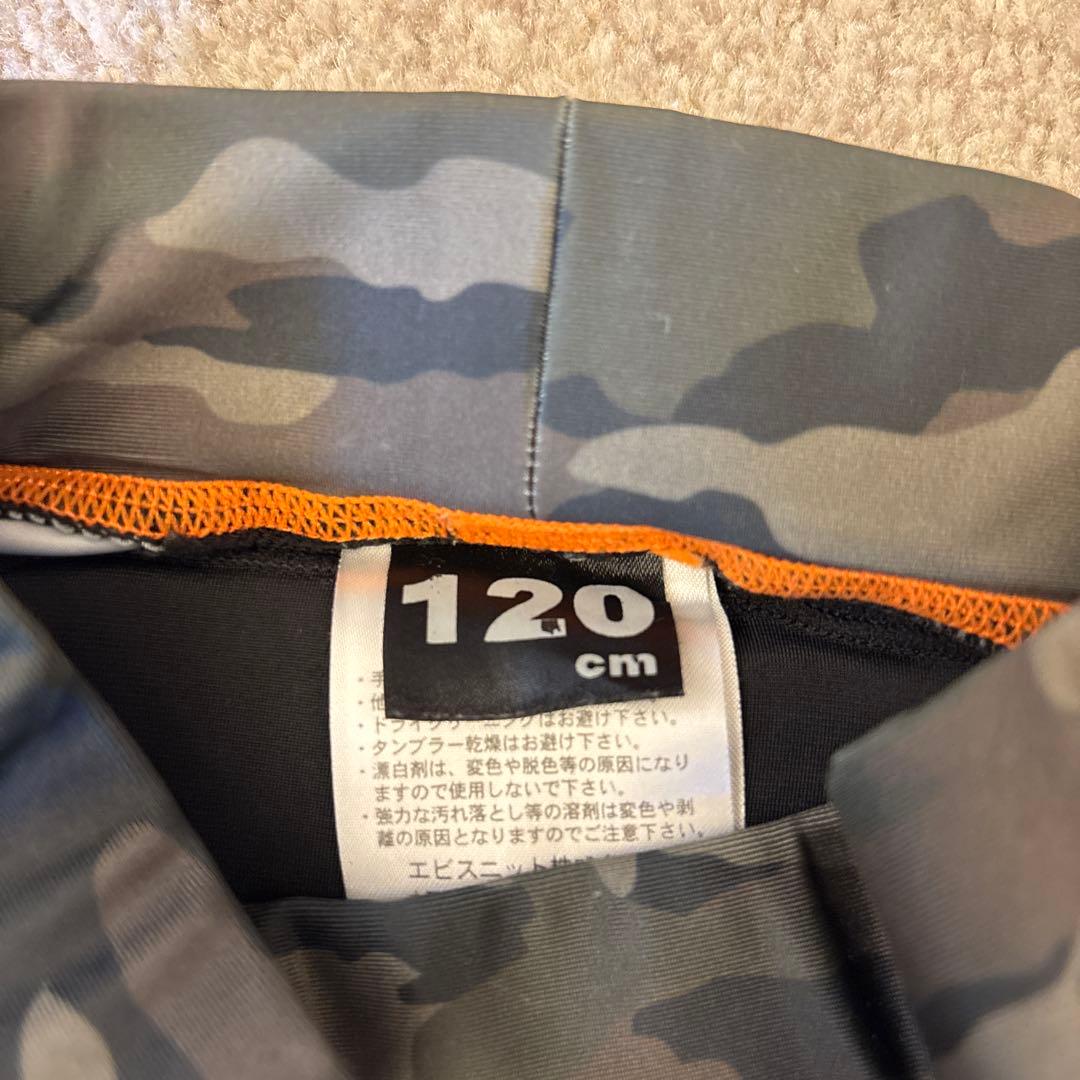 120
cm
・手
・他
・ドライクリーニングはお避け下さい。
・タンブラー乾燥はお避け下さい。
・漂白剤は、変色や脱色等の原因になり
ますので使用しないで下さい。
・強力な汚れ落とし等の溶剤は変色や剥
離の原因となりますのでご注意下さい。
エビスニット株式